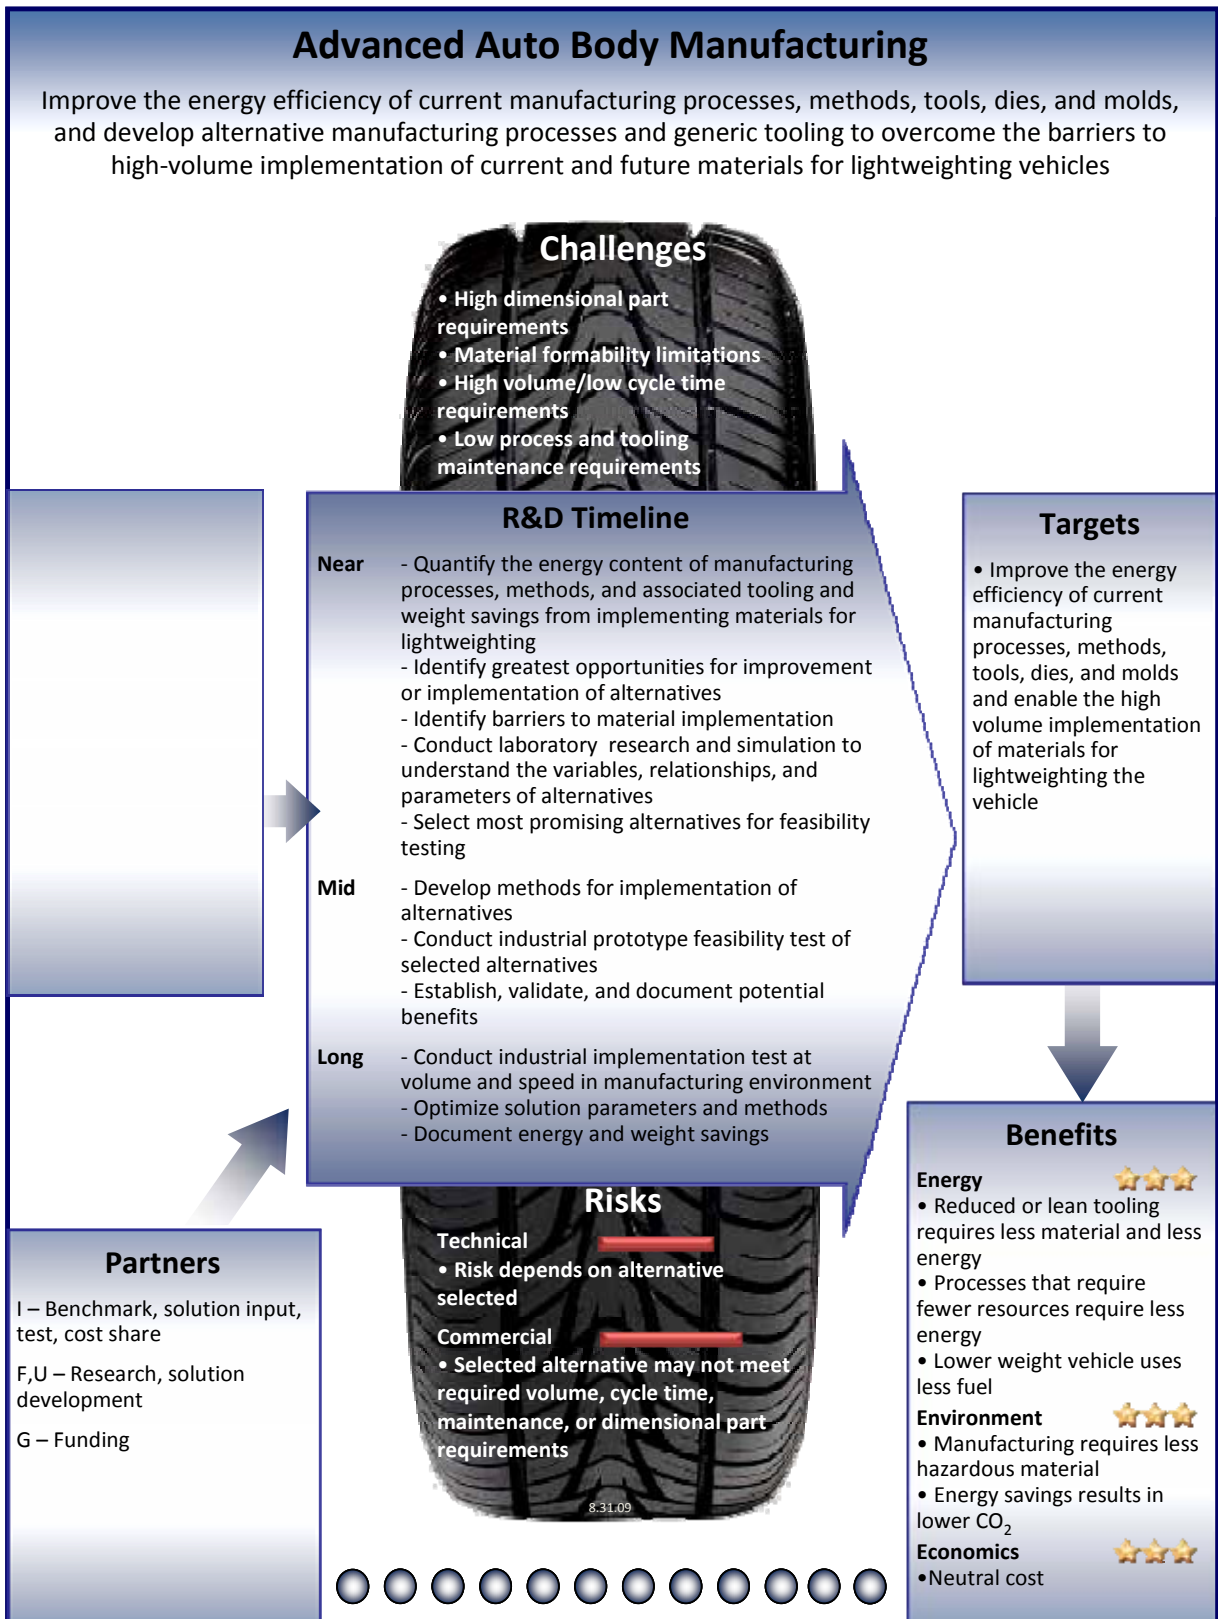 Advanced Auto Body Manufacturing
Improve the energy efficiency of current manufacturing processes, methods, tools, dies, and molds,
and develop alternative manufacturing processes and generic tooling to overcome the barriers to
high-volume implementation of current and future materials for lightweighting vehicles
Challenges
• High dimensional part
requirements
• Material formability limitations
• High volume/low cycle time
requirements
• Low process and tooling
maintenance requirements
R&D Timeline
Near - Quantify the energy content of manufacturing
processes, methods, and associated tooling and
weight savings from implementing materials for
lightweighting
- Identify greatest opportunities for improvement
or implementation of alternatives
- Identify barriers to material implementation
- Conduct laboratory research and simulation to
understand the variables, relationships, and
parameters of alternatives
- Select most promising alternatives for feasibility
testing
Mid - Develop methods for implementation of
alternatives
- Conduct industrial prototype feasibility test of
selected alternatives
- Establish, validate, and document potential
benefits
Long - Conduct industrial implementation test at
volume and speed in manufacturing environment
- Optimize solution parameters and methods
- Document energy and weight savings
Targets
• Improve the energy
efficiency of current
manufacturing
processes, methods,
tools, dies, and molds
and enable the high
volume implementation
of materials for
lightweighting the
vehicle
Partners
I – Benchmark, solution input,
test, cost share
F,U – Research, solution
development
G – Funding
Risks
Technical
• Risk depends on alternative
selected
Commercial
• Selected alternative may not meet
required volume, cycle time,
maintenance, or dimensional part
requirements
8.31.09
Benefits
Energy
• Reduced or lean tooling
requires less material and less
energy
• Processes that require
fewer resources require less
energy
• Lower weight vehicle uses
less fuel
Environment
• Manufacturing requires less
hazardous material
• Energy savings results in
lower CO2
Economics
•Neutral cost